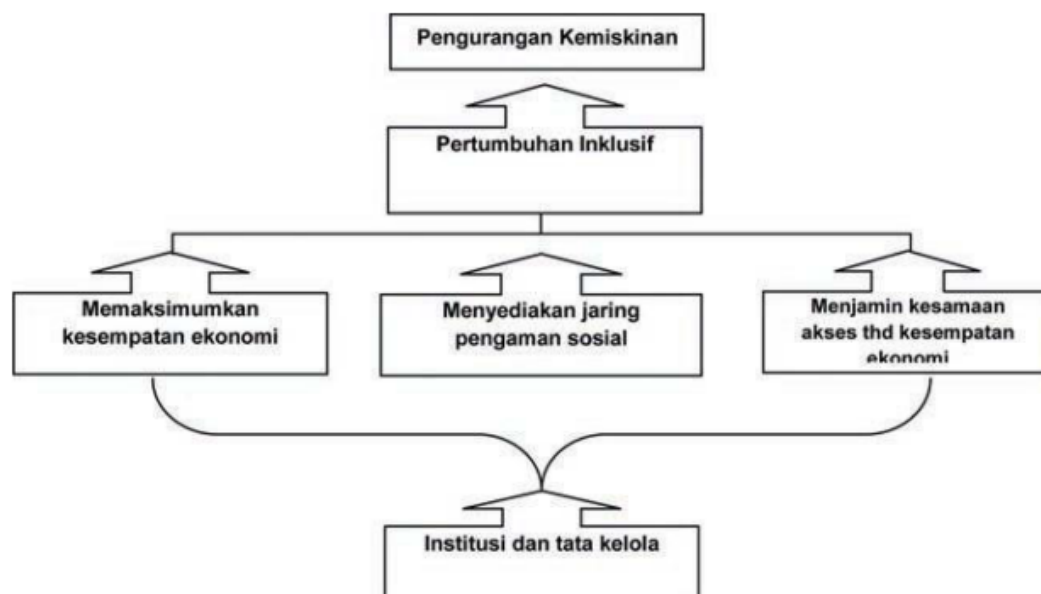 Pengurangan Kemiskinan
Pertumbuhan Inklusif
Memaksimumkan
kesempatan ekonomi
Menyediakan jaring
pengaman sosial
Menjamin kesamaan
akses thd kesempatan
ekonomi
Institusi dan tata kelola